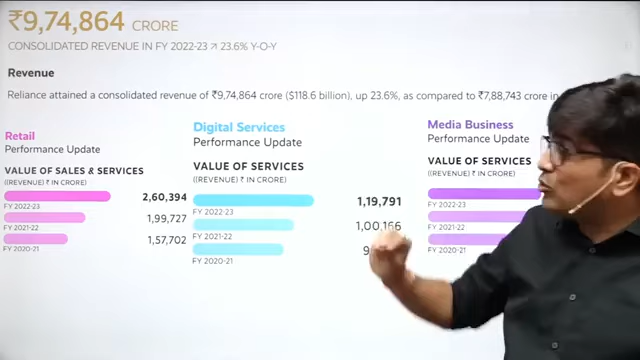 ₹9,74,864 CRORE
CONSOLIDATED REVENUE IN FY 2022-23 ↗ 23.6% Y-O-Y
Revenue
Reliance attained a consolidated revenue of ₹9,74,864 crore ($118.6 billion), up 23.6%, as compared to ₹7,88,743 crore in
Retail
Performance Update
VALUE OF SALES & SERVICES
((REVENUE) ₹ IN CRORE)
2,60,394
FY 2022-23
1,99,727
FY 2021-22
1,57,702
FY 2020-21
Digital Services
Performance Update
VALUE OF SERVICES
((REVENUE) ₹ IN CRORE)
1,19,791
FY 2022-23
1,00,166
FY 2021-22
9
FY 2020-21
Media Business
Performance Update
VALUE OF SERVICES
((REVENUE) ₹ IN CRORE)
FY 2022-23
FY 2021-22
FY 2020-21